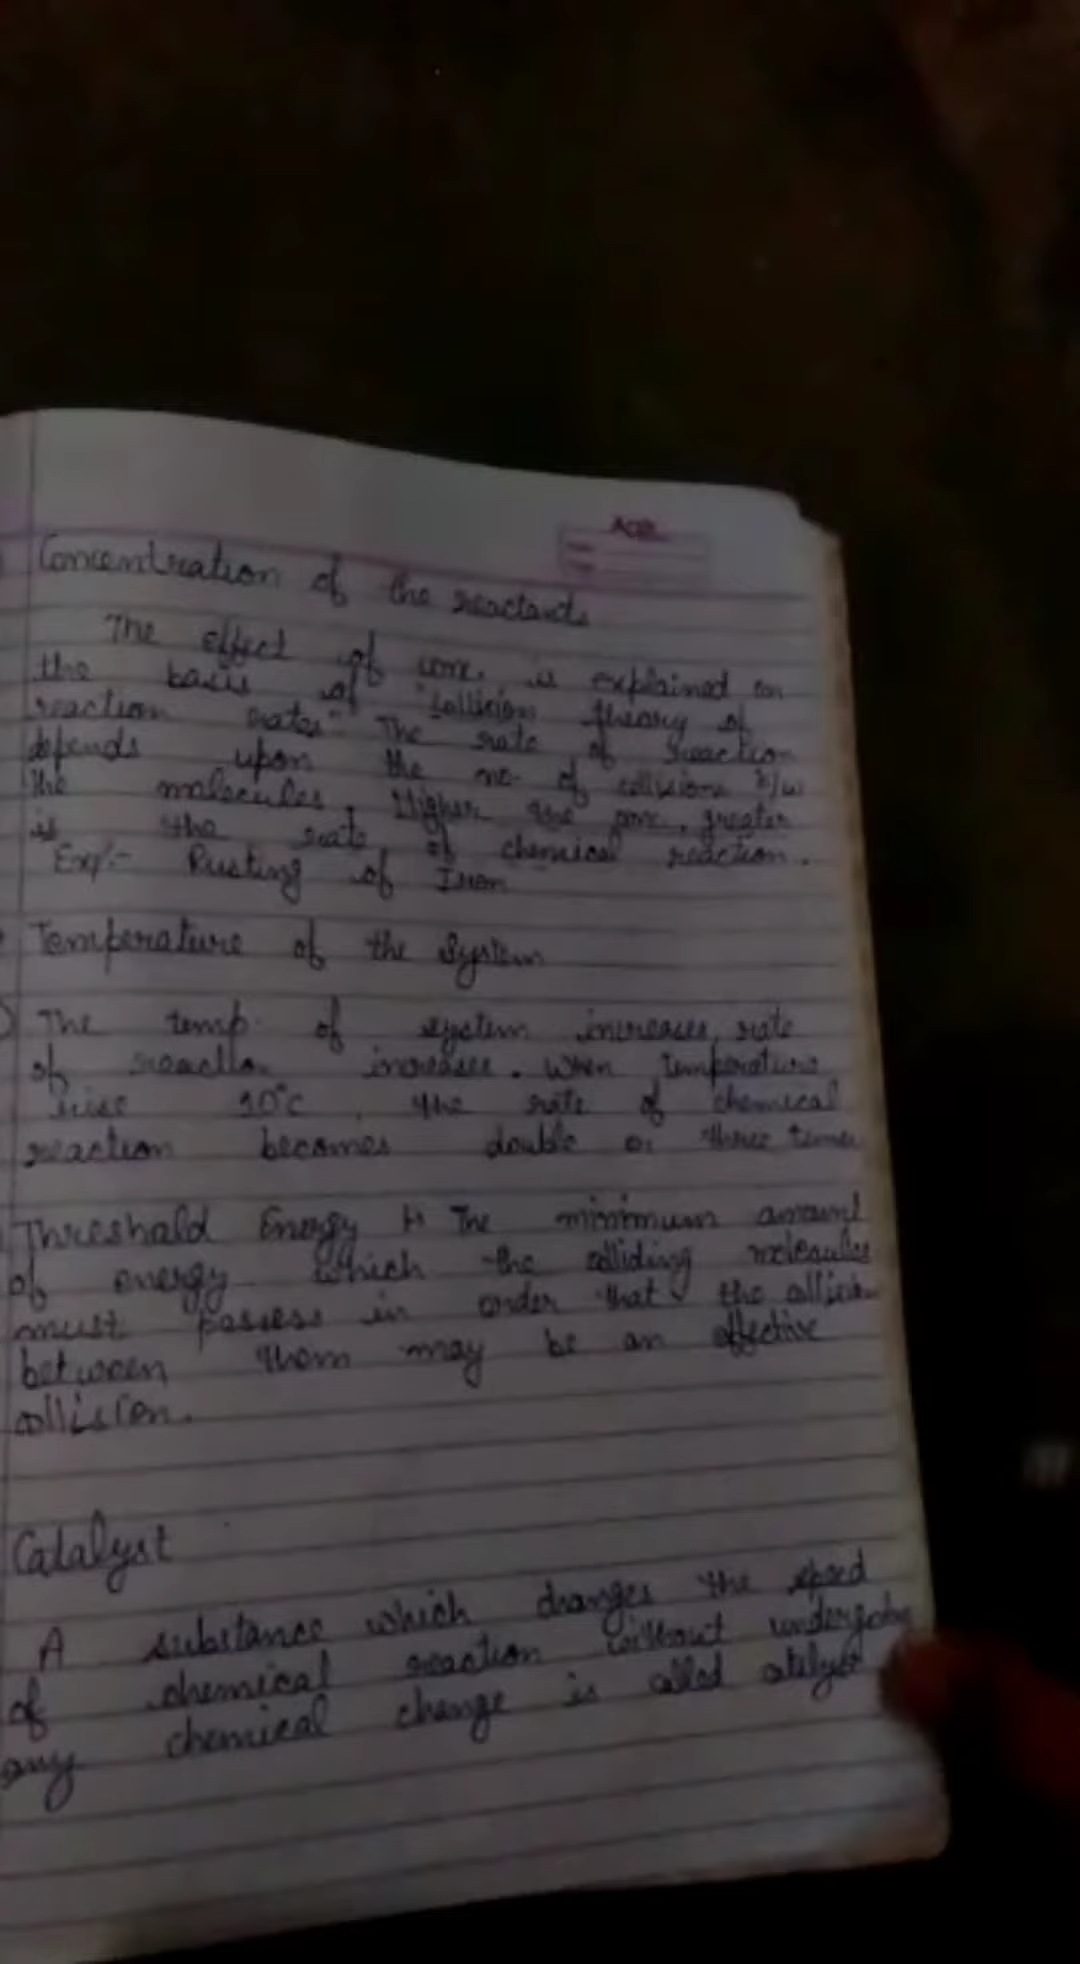 Concentration of the reactants
The effect of conc. is explained on
the basis of "collision theory of
reaction rates" The rate of reaction
depends upon the no. of collisions b/w
the molecules. Higher the conc. greater
is the rate of chemical reaction.
Exp:- Rusting of Iron
Temperature of the System
The temp. of system increases, rate
of reaction increases. When temperature
rise 10°C, the rate of chemical
reaction becomes double or three times
Threshold Energy :- The minimum amount
of energy which the colliding molecules
must possess in order that the collision
between them may be an effective
collision.
Catalyst
A substance which changes the speed
of chemical reaction without undergoing
any chemical change is called catalyst